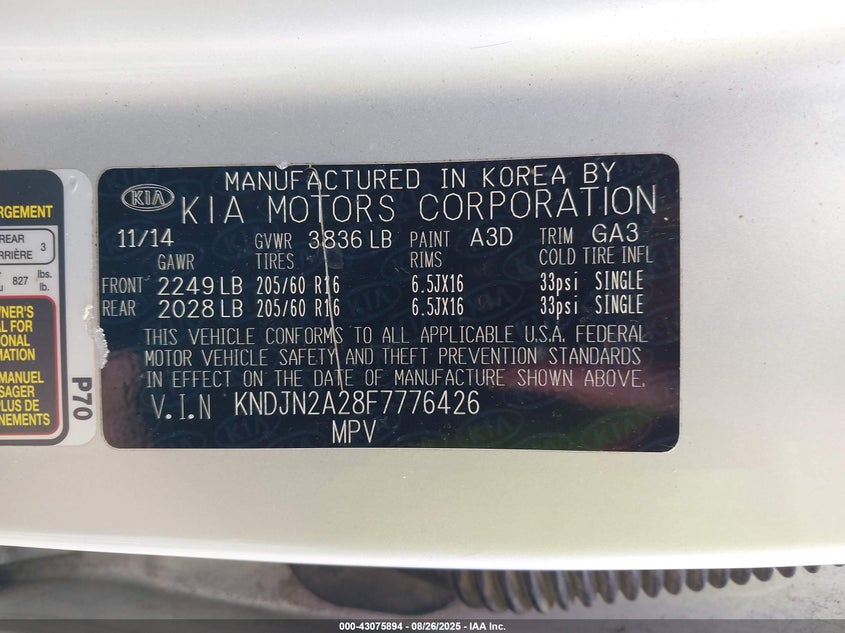 MANUFACTURED IN KOREA BY
KIA KIA MOTORS CORPORATION
11/14 GVWR 3836 LB PAINT A3D TRIM GA3
GAWR TIRES RIMS COLD TIRE INFL
FRONT 2249 LB 205/60 R16 6.5JX16 33psi SINGLE
REAR 2028 LB 205/60 R16 6.5JX16 33psi SINGLE
THIS VEHICLE CONFORMS TO ALL APPLICABLE U.S.A. FEDERAL
MOTOR VEHICLE SAFETY AND THEFT PREVENTION STANDARDS
IN EFFECT ON THE DATE OF MANUFACTURE SHOWN ABOVE.
V.I.N KNDJN2A28F7776426
MPV
REAR 3
827 lbs.
lb.
P70
000-43075894 - 08/26/2025 - IAA Inc.